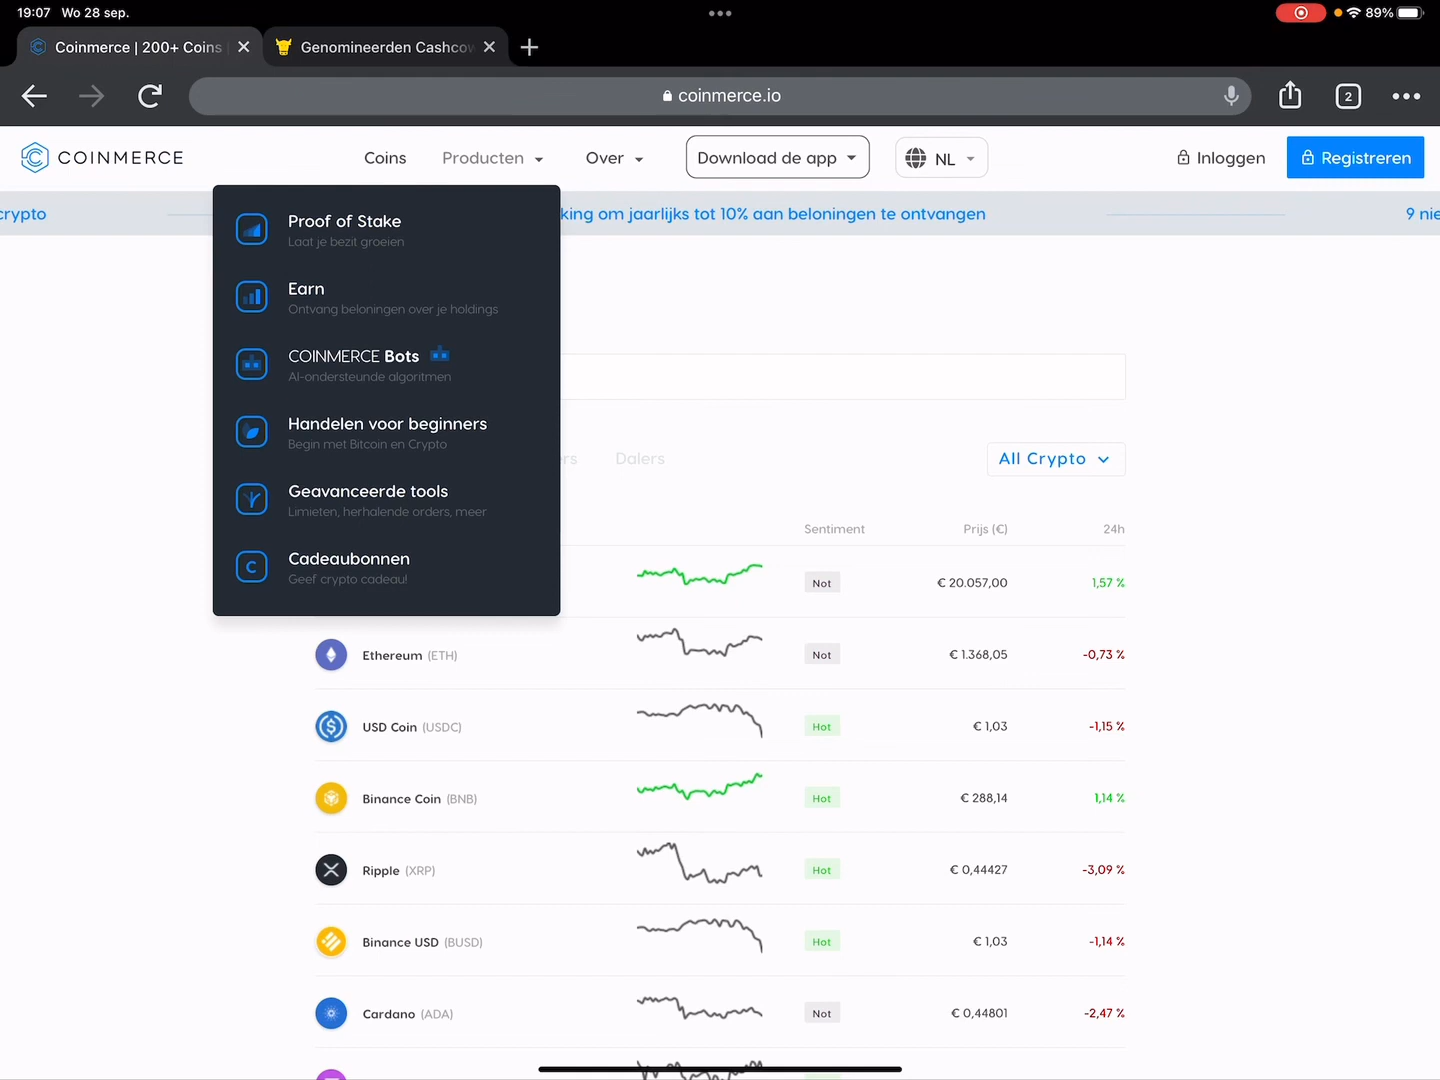 19:07 Wo 28 sep.
89%
Coinmerce | 200+ Coins
Genomineerden Cashcow
coinmerce.io
2
COINMERCE
Coins
Producten
Over
Download de app
NL
Inloggen
Registreren
crypto
king om jaarlijks tot 10% aan beloningen te ontvangen
9 nie
Proof of Stake
Laat je bezit groeien
Earn
Ontvang beloningen over je holdings
COINMERCE Bots
AI-ondersteunde algoritmen
Handelen voor beginners
Begin met Bitcoin en Crypto
Geavanceerde tools
Limieten, herhalende orders, meer
Cadeaubonnen
Geef crypto cadeau!
rs
Dalers
All Crypto
Sentiment Prijs (€) 24h
Not € 20.057,00 1,57 %
Ethereum (ETH) Not € 1.368,05 -0,73 %
USD Coin (USDC) Hot € 1,03 -1,15 %
Binance Coin (BNB) Hot € 288,14 1,14 %
Ripple (XRP) Hot € 0,44427 -3,09 %
Binance USD (BUSD) Hot € 1,03 -1,14 %
Cardano (ADA) Not € 0,44801 -2,47 %